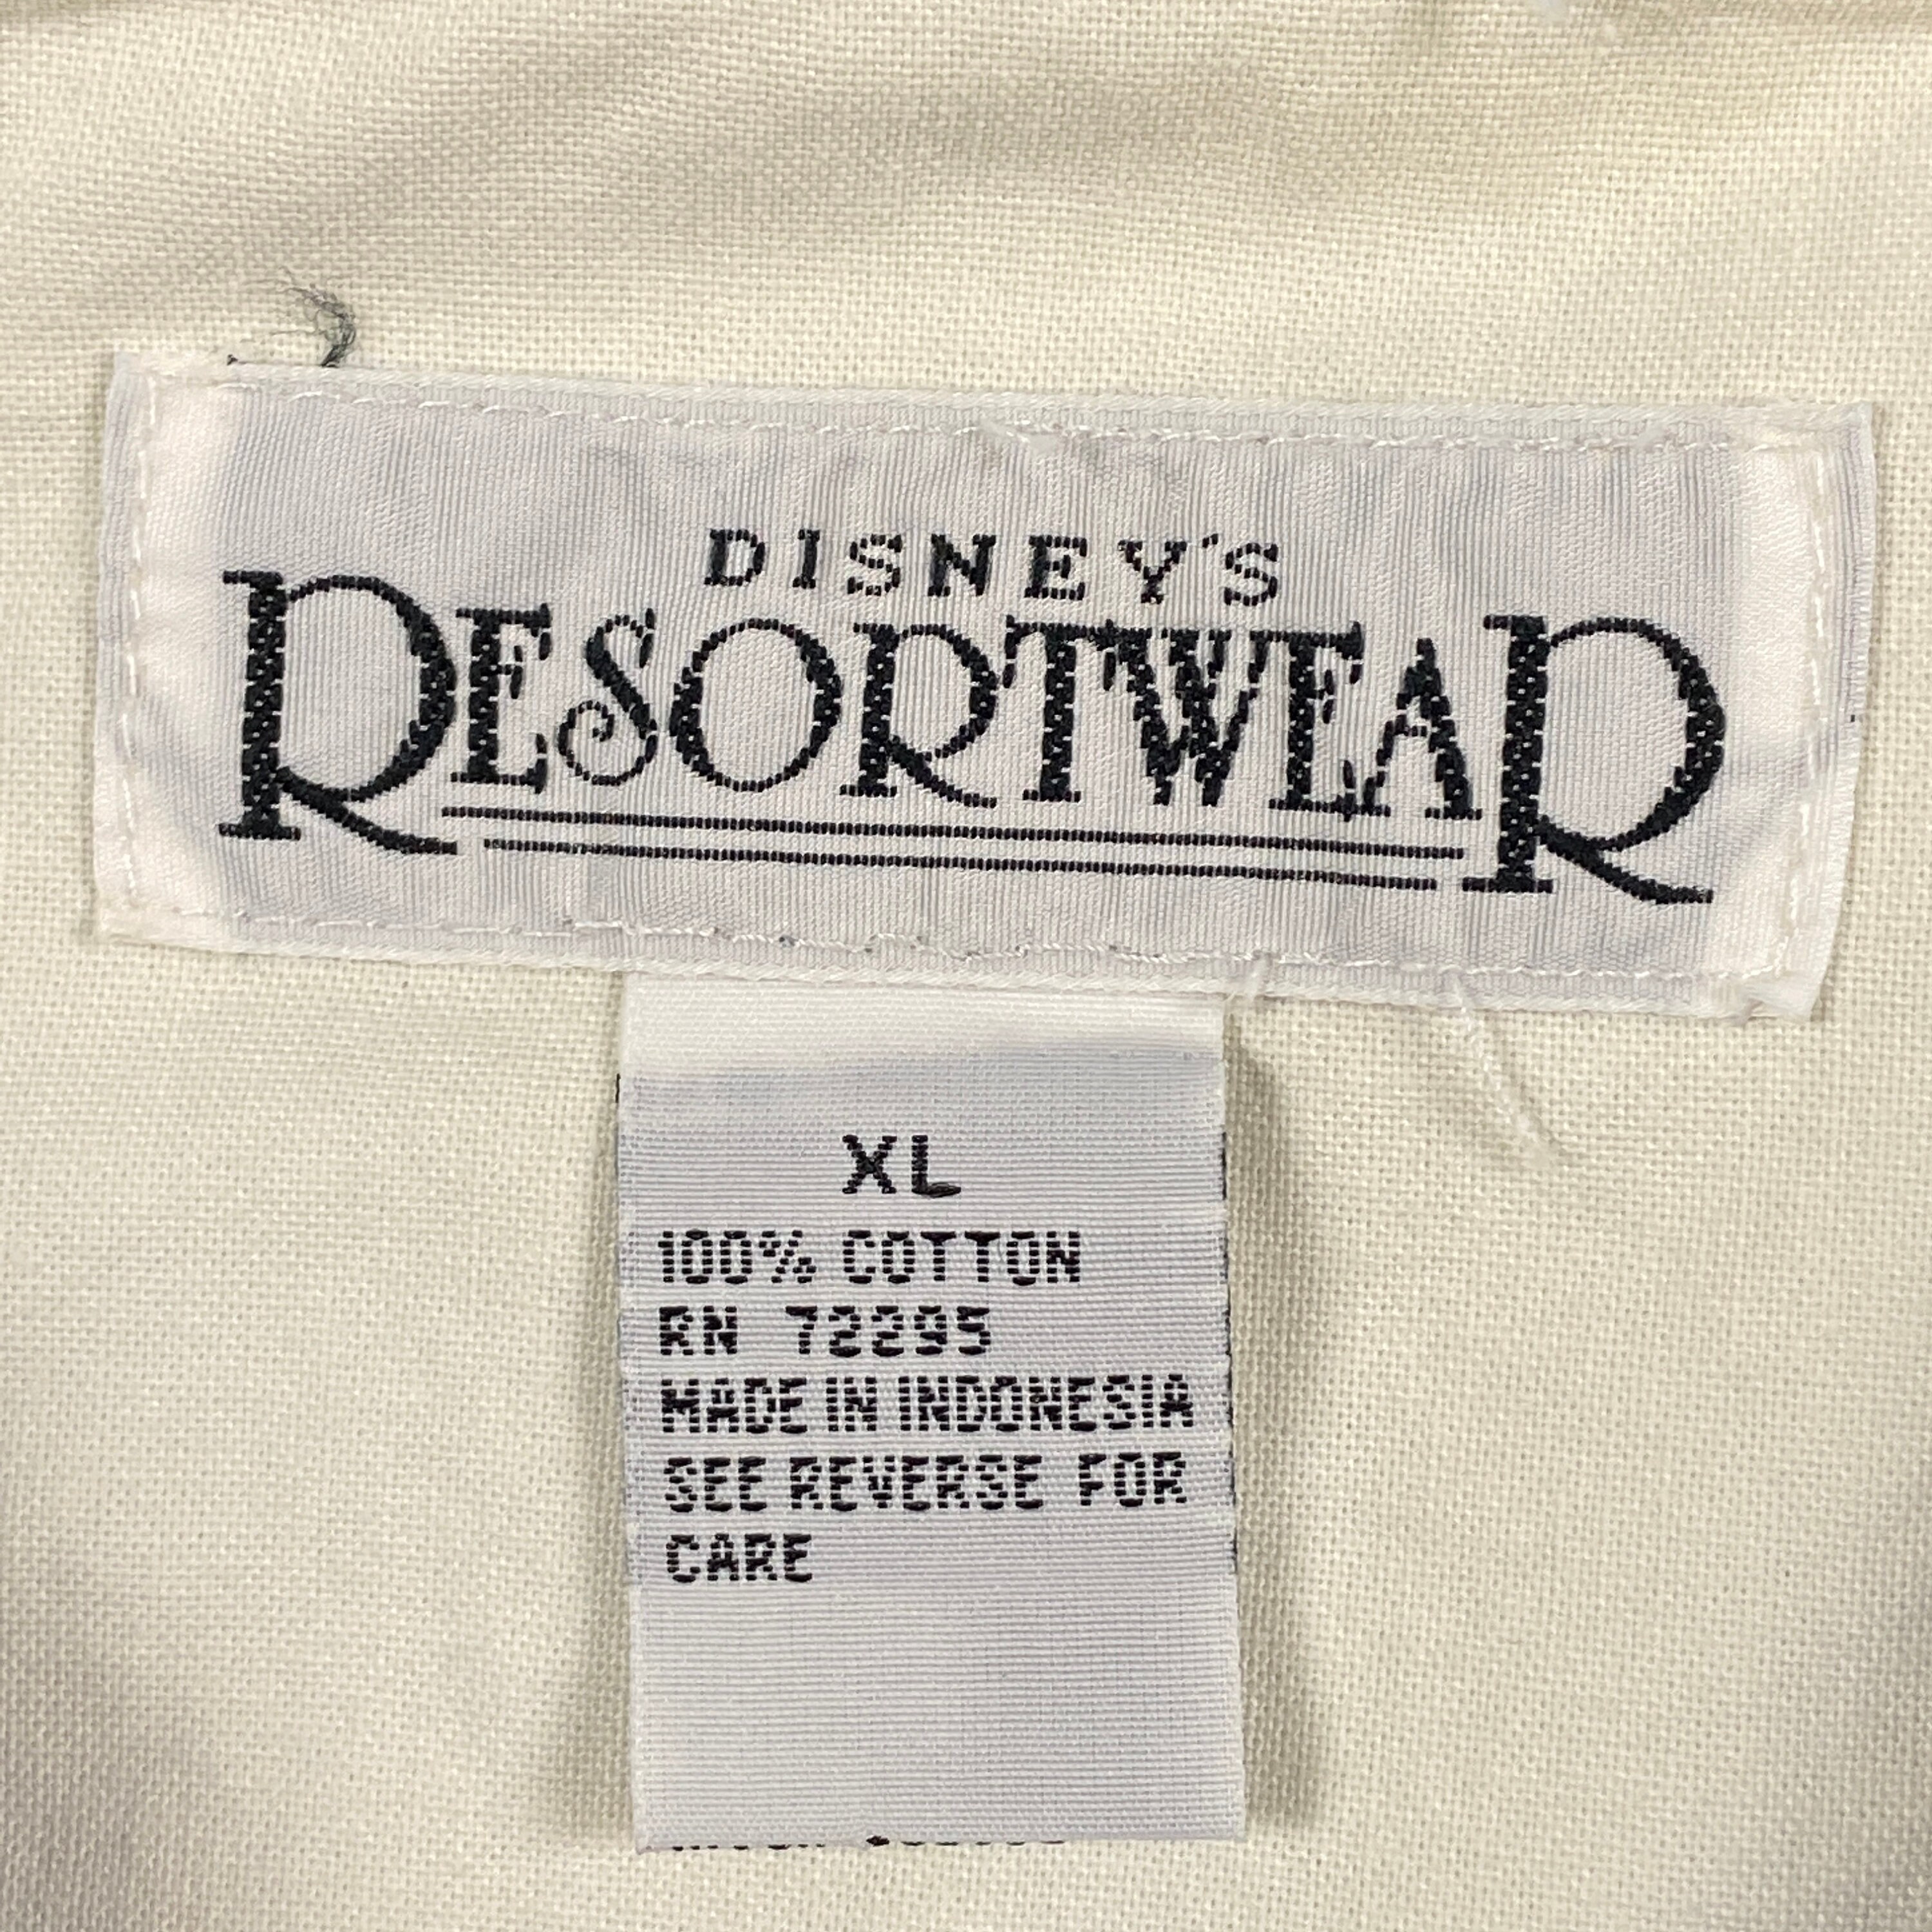 DISNEY'S
RESORTWEAR
XL
100% COTTON
RN 72295
MADE IN INDONESIA
SEE REVERSE FOR
CARE